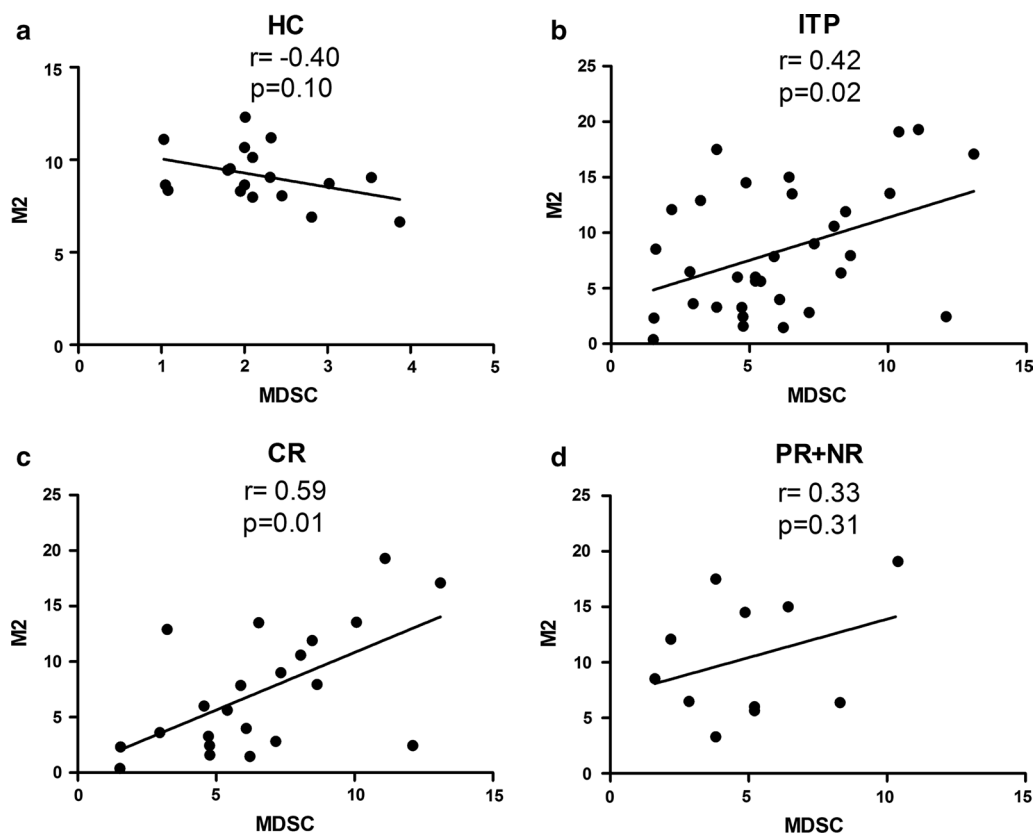 a
HC
r= -0.40
p=0.10
15
10
5
0
M2
0 1 2 3 4 5
MDSC
b
ITP
r= 0.42
p=0.02
25
20
15
10
5
0
M2
0 5 10 15
MDSC
c
CR
r= 0.59
p=0.01
25
20
15
10
5
0
M2
0 5 10 15
MDSC
d
PR+NR
r= 0.33
p=0.31
25
20
15
10
5
0
M2
0 5 10 15
MDSC